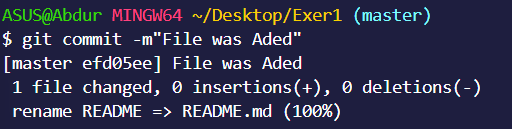 ASUS@Abdur MINGW64 ~/Desktop/Exer1 (master)
$ git commit -m"File was Aded"
[master efd05ee] File was Aded
 1 file changed, 0 insertions(+), 0 deletions(-)
 rename README => README.md (100%)